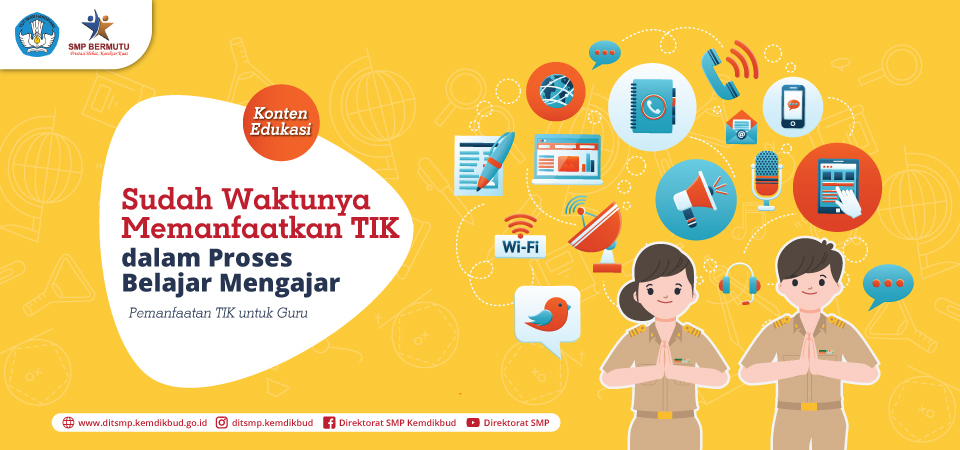 SMP BERMUTU
Konten
Edukasi
Sudah Waktunya
Memanfaatkan TIK
dalam Proses
Belajar Mengajar
Pemanfaatan TIK untuk Guru
Wi-Fi
www.ditsmp.kemdikbud.go.id ditsmp.kemdikbud Direktorat SMP Kemdikbud Direktorat SMP